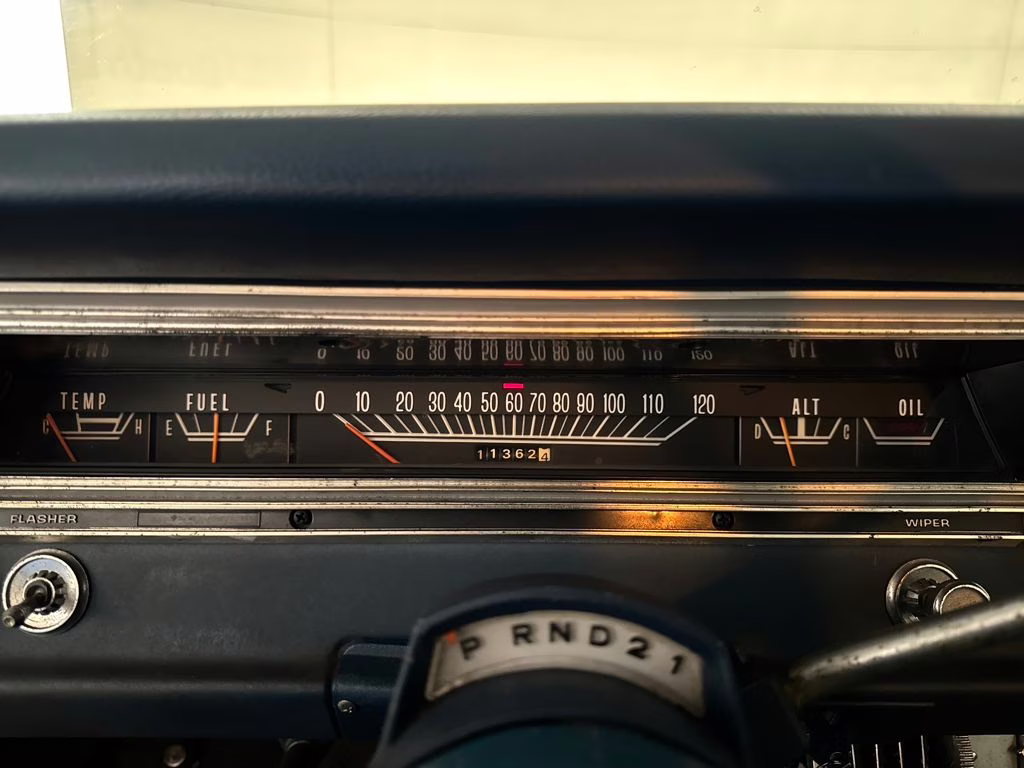 TEMP FUEL 0 10 20 30 40 50 60 70 80 90 100 110 120 ALT OIL
C H E F D C
113624
FLASHER WIPER
P R N D 2 1